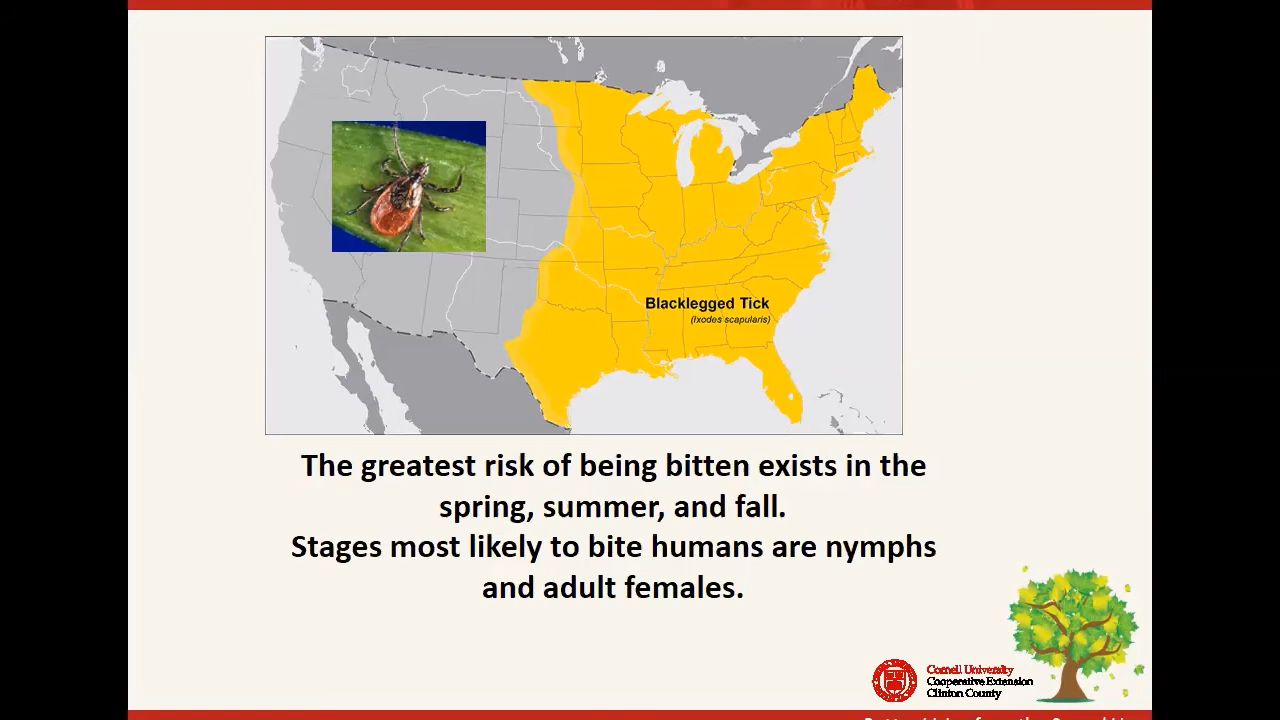 Blacklegged Tick
(Ixodes scapularis)
The greatest risk of being bitten exists in the
spring, summer, and fall.
Stages most likely to bite humans are nymphs
and adult females.
Cornell University
Cooperative Extension
Clinton County